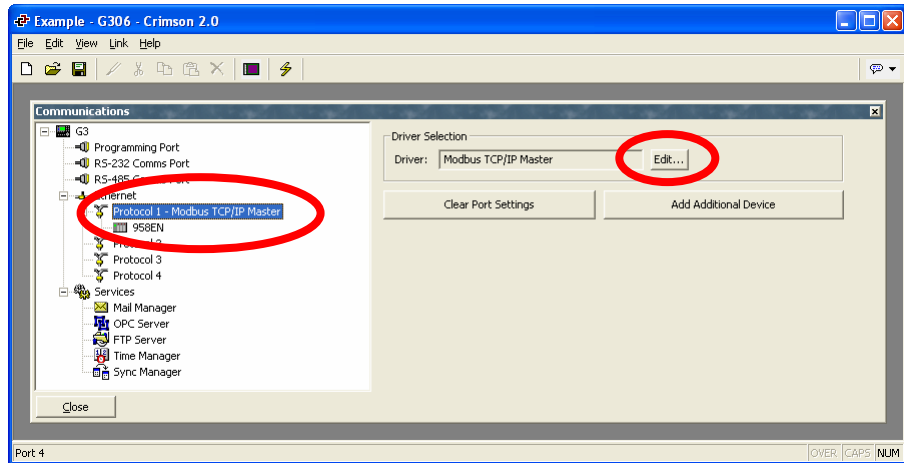 Example - G306 - Crimson 2.0
File Edit View Link Help
Communications
G3
Programming Port
RS-232 Comms Port
RS-485 Comms Port
Ethernet
Protocol 1 - Modbus TCP/IP Master
958EN
Protocol 2
Protocol 3
Protocol 4
Services
Mail Manager
OPC Server
FTP Server
Time Manager
Sync Manager
Driver Selection
Driver: Modbus TCP/IP Master Edit...
Clear Port Settings Add Additional Device
Close
Port 4 OVER CAPS NUM